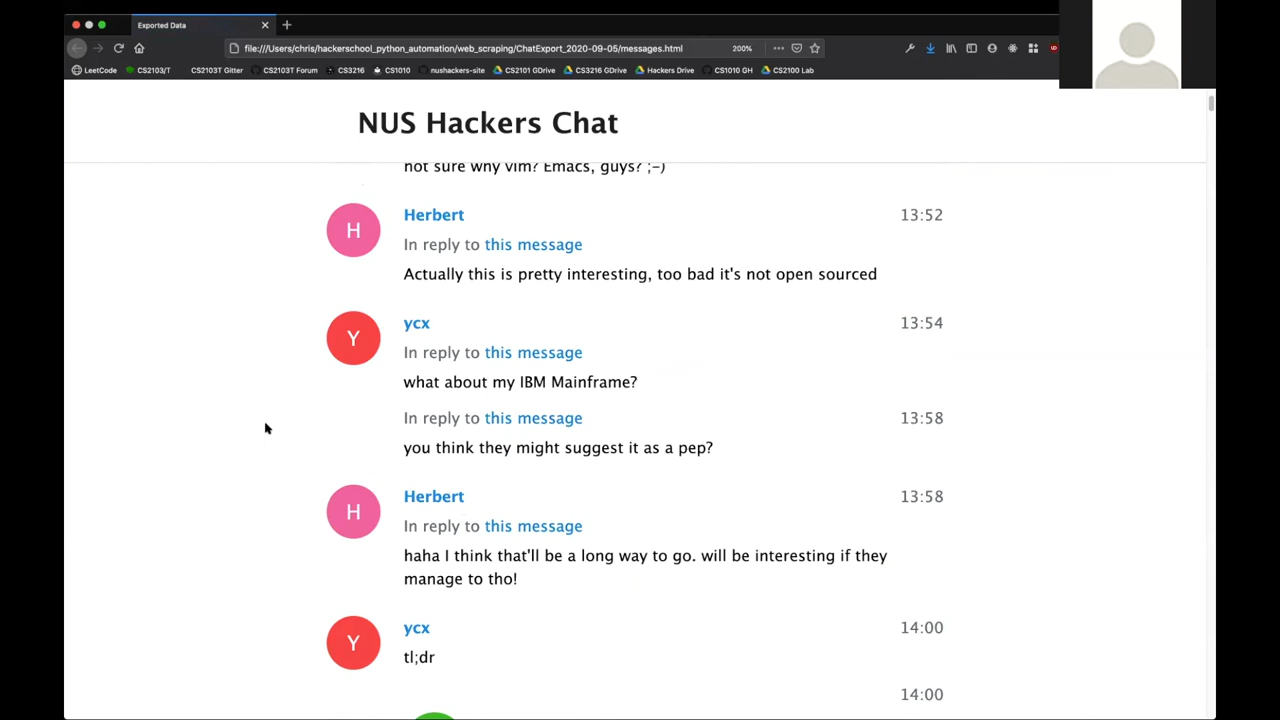 Exported Data
file:///Users/chris/hackerschool_python_automation/web_scraping/ChatExport_2020-09-05/messages.html 200%
LeetCode CS2103/T CS2103T Gitter CS2103T Forum CS3216 CS1010 nushackers-site CS2101 GDrive CS3216 GDrive Hackers Drive CS1010 GH CS2100 Lab
NUS Hackers Chat
not sure why vim? Emacs, guys? ;-)
H Herbert 13:52
In reply to this message
Actually this is pretty interesting, too bad it's not open sourced
Y ycx 13:54
In reply to this message
what about my IBM Mainframe?
In reply to this message 13:58
you think they might suggest it as a pep?
H Herbert 13:58
In reply to this message
haha I think that'll be a long way to go. will be interesting if they
manage to tho!
Y ycx 14:00
tl;dr
14:00